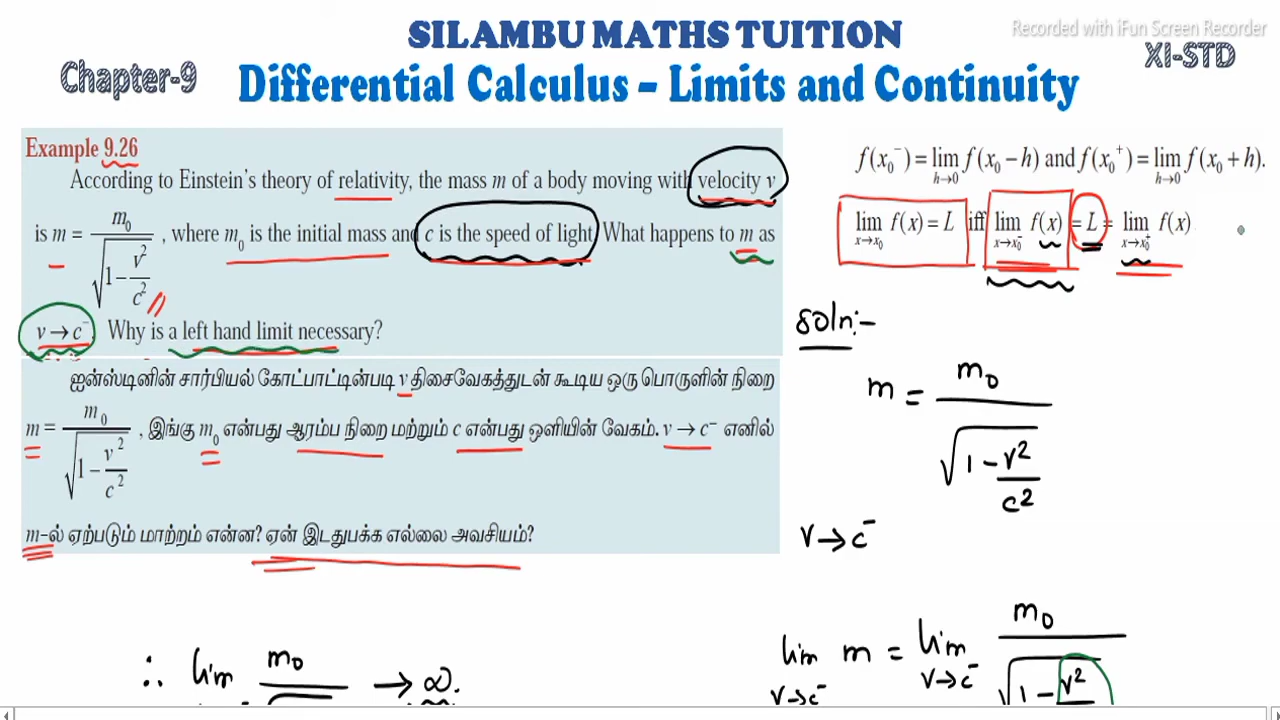 Recorded with iFun Screen Recorder
SILAMBU MATHS TUITION
Chapter-9
XI-STD
Differential Calculus – Limits and Continuity
Example 9.26
According to Einstein's theory of relativity, the mass m of a body moving with velocity v
is m = m₀ / √(1 − v²/c²) , where m₀ is the initial mass and c is the speed of light. What happens to m as
v → c⁻. Why is a left hand limit necessary?
ஐன்ஸ்டினின் சார்பியல் கோட்பாட்டின்படி v திசைவேகத்துடன் கூடிய ஒரு பொருளின் நிறை
m = m₀ / √(1 − v²/c²) , இங்கு m₀ என்பது ஆரம்ப நிறை மற்றும் c என்பது ஒளியின் வேகம். v → c⁻ எனில்
m-ல் ஏற்படும் மாற்றம் என்ன? ஏன் இடதுபக்க எல்லை அவசியம்?
∴ lim m₀ / √ → ∞.
f(x₀⁻) = lim h→0 f(x₀ − h) and f(x₀⁺) = lim h→0 f(x₀ + h).
lim x→x₀ f(x) = L iff lim x→x₀⁻ f(x) = L = lim x→x₀⁺ f(x)
Soln:-
m = m₀ / √(1 − v²/c²)
v → c⁻
lim v→c⁻ m = lim v→c⁻ m₀ / √(1 − v²